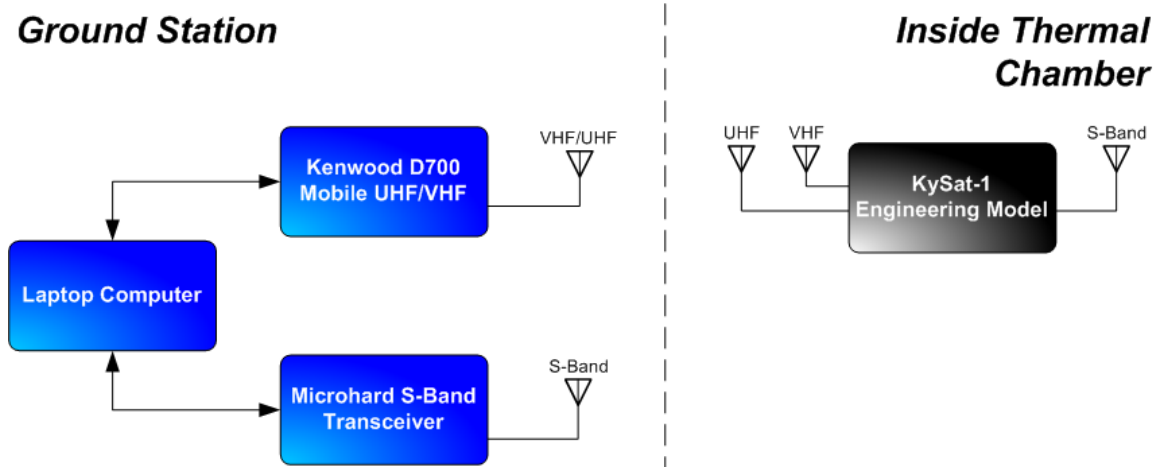 Ground Station
Inside Thermal
Chamber
Kenwood D700
Mobile UHF/VHF
VHF/UHF
Laptop Computer
Microhard S-Band
Transceiver
S-Band
UHF
VHF
KySat-1
Engineering Model
S-Band